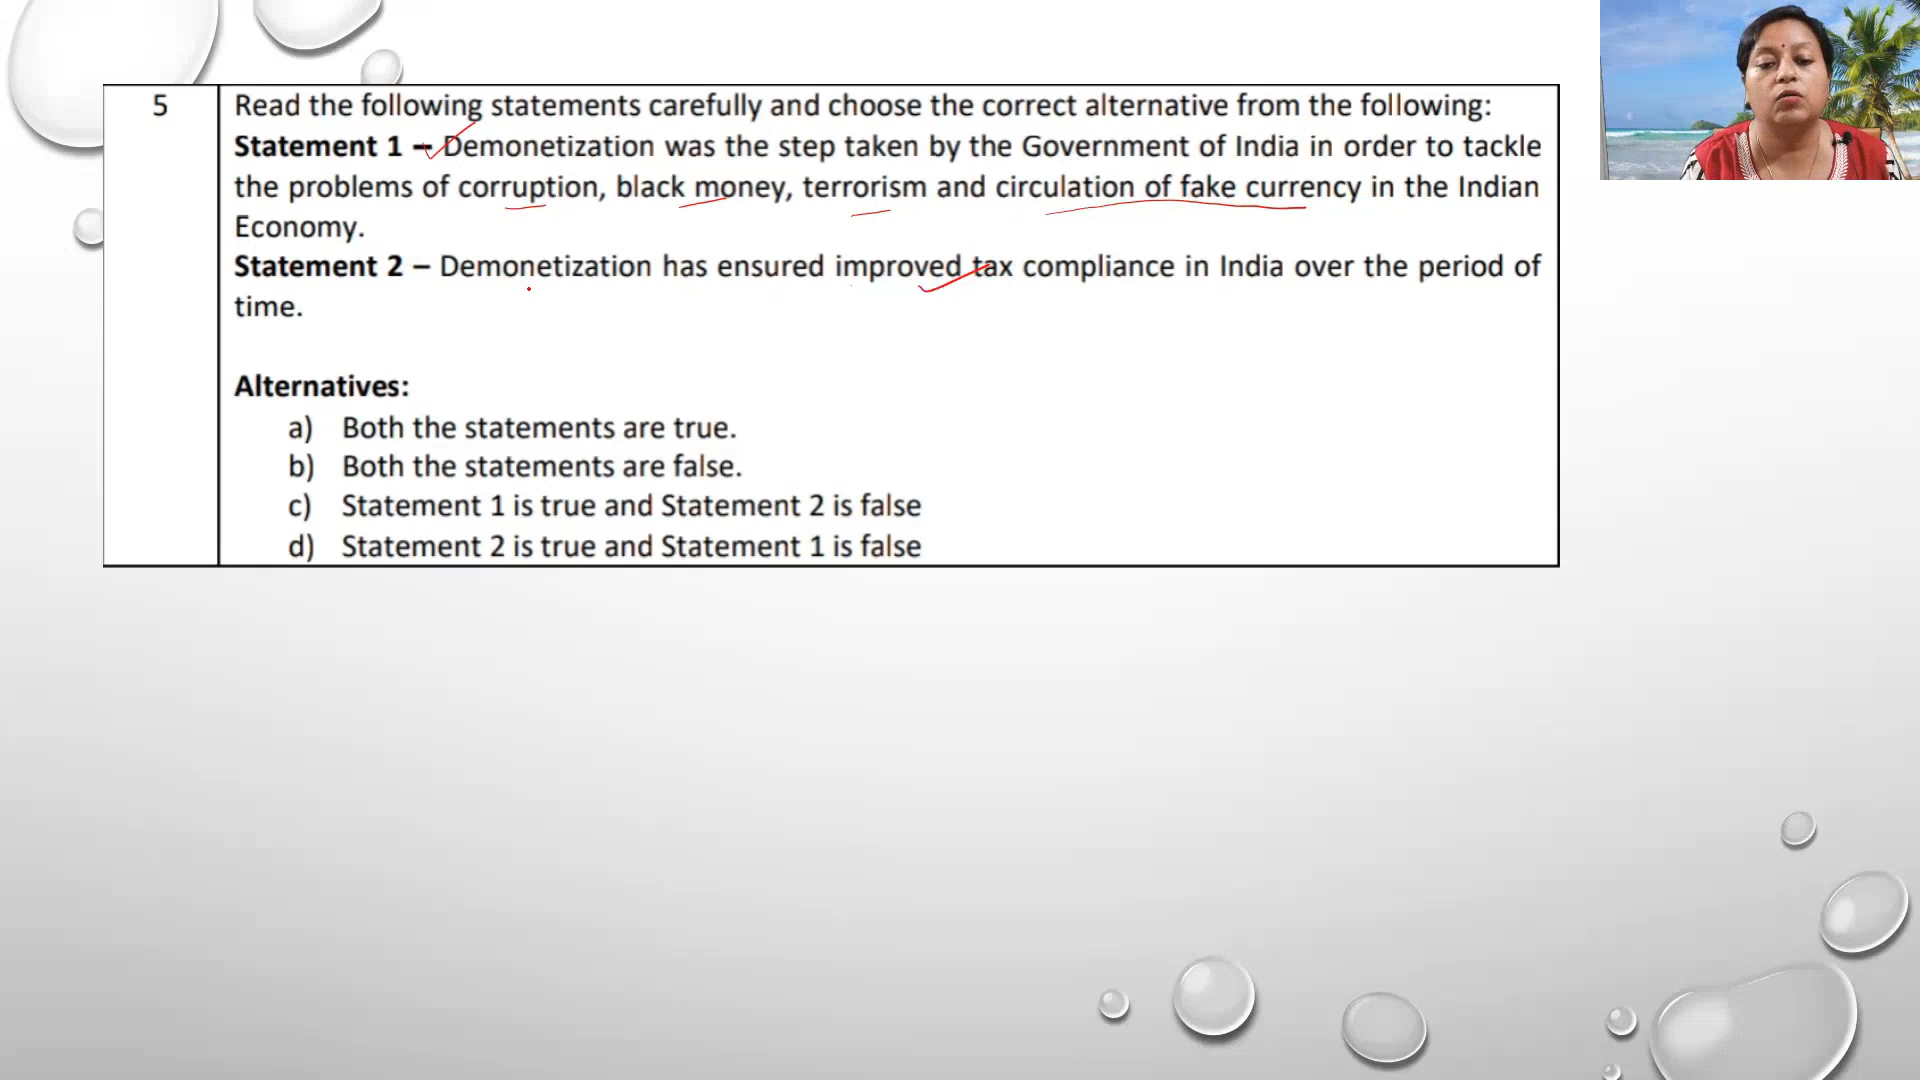 5
Read the following statements carefully and choose the correct alternative from the following:
Statement 1 – Demonetization was the step taken by the Government of India in order to tackle
the problems of corruption, black money, terrorism and circulation of fake currency in the Indian
Economy.
Statement 2 – Demonetization has ensured improved tax compliance in India over the period of
time.
Alternatives:
a) Both the statements are true.
b) Both the statements are false.
c) Statement 1 is true and Statement 2 is false
d) Statement 2 is true and Statement 1 is false